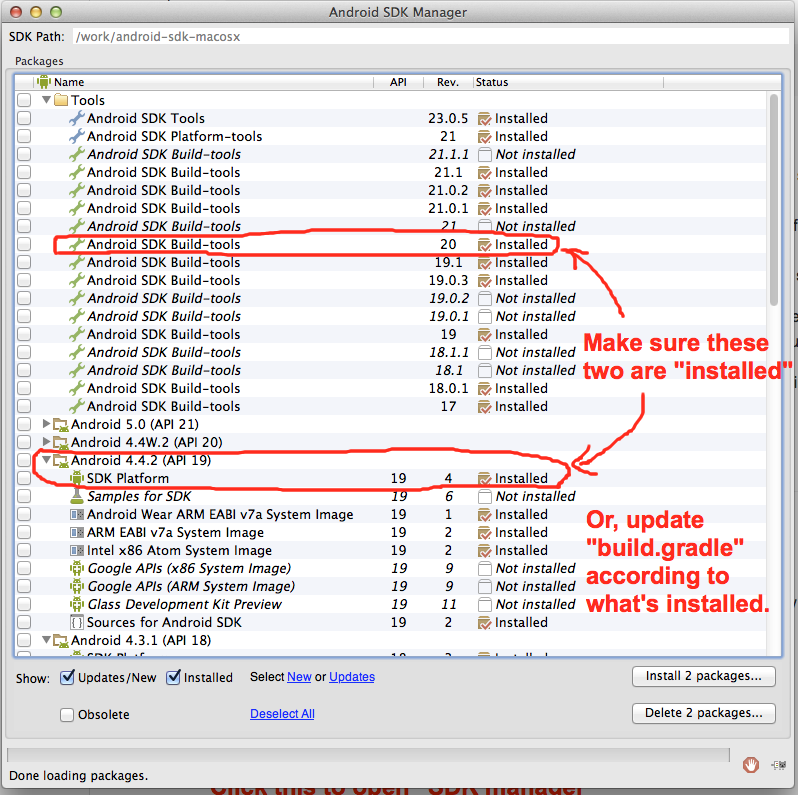 Android SDK Manager
SDK Path: /work/android-sdk-macosx
Packages
Name API Rev. Status
Tools
Android SDK Tools 23.0.5 Installed
Android SDK Platform-tools 21 Installed
Android SDK Build-tools 21.1.1 Not installed
Android SDK Build-tools 21.1 Installed
Android SDK Build-tools 21.0.2 Installed
Android SDK Build-tools 21.0.1 Installed
Android SDK Build-tools 21 Not installed
Android SDK Build-tools 20 Installed
Android SDK Build-tools 19.1 Installed
Android SDK Build-tools 19.0.3 Installed
Android SDK Build-tools 19.0.2 Not installed
Android SDK Build-tools 19.0.1 Not installed
Android SDK Build-tools 19 Installed
Android SDK Build-tools 18.1.1 Not installed
Android SDK Build-tools 18.1 Not installed
Android SDK Build-tools 18.0.1 Installed
Android SDK Build-tools 17 Installed
Make sure these
two are "installed"
Android 5.0 (API 21)
Android 4.4W.2 (API 20)
Android 4.4.2 (API 19)
SDK Platform 19 4 Installed
Samples for SDK 19 6 Not installed
Android Wear ARM EABI v7a System Image 19 1 Installed
ARM EABI v7a System Image 19 2 Installed
Intel x86 Atom System Image 19 2 Installed
Google APIs (x86 System Image) 19 9 Not installed
Google APIs (ARM System Image) 19 9 Not installed
Glass Development Kit Preview 19 11 Not installed
Sources for Android SDK 19 2 Installed
Or, update
"build.gradle"
according to
what's installed.
Android 4.3.1 (API 18)
Show: Updates/New Installed Select New or Updates Install 2 packages...
Obsolete Deselect All Delete 2 packages...
Done loading packages.
Click this to open "SDK manager